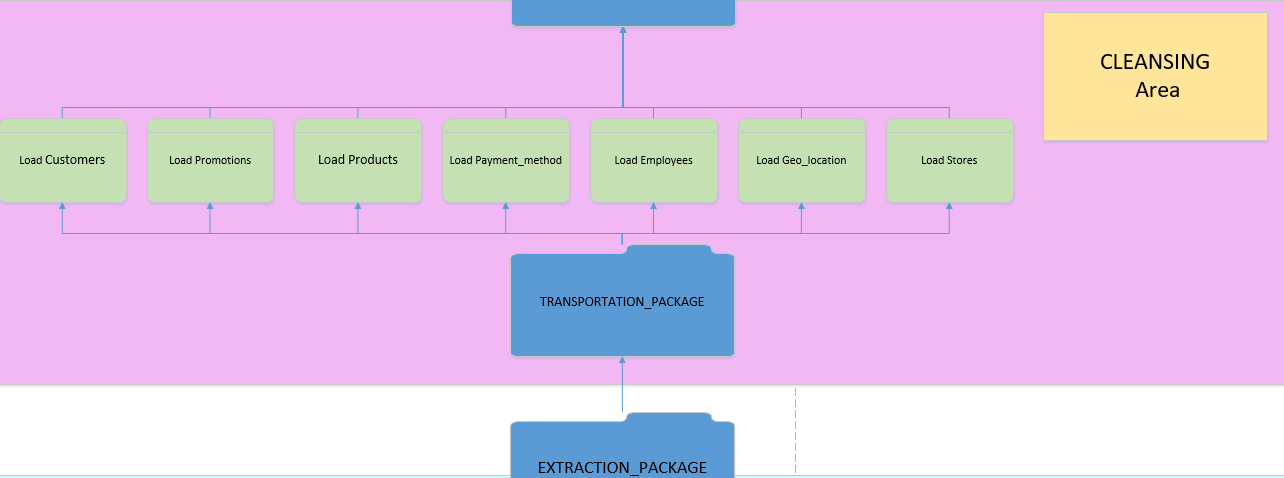 CLEANSING
Area
Load Customers
Load Promotions
Load Products
Load Payment_method
Load Employees
Load Geo_location
Load Stores
TRANSPORTATION_PACKAGE
EXTRACTION_PACKAGE